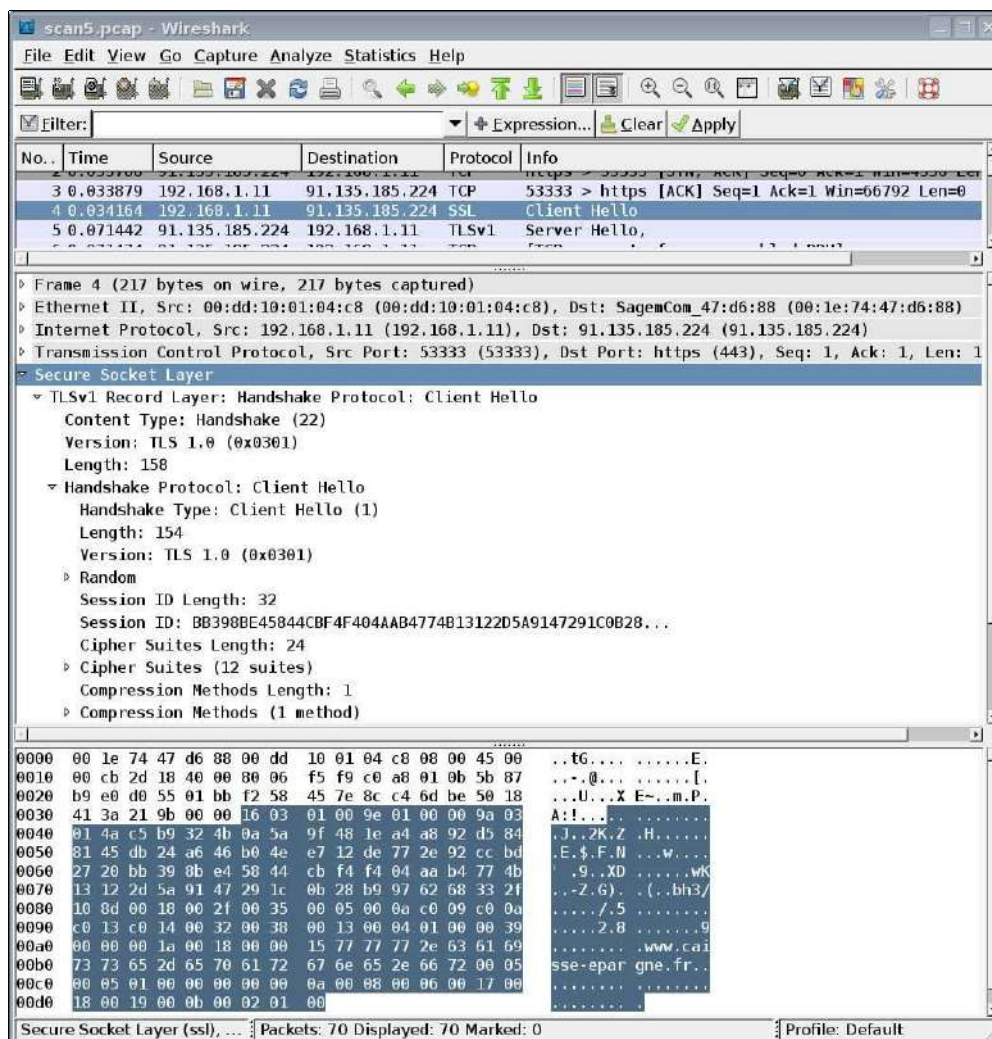 scan5.pcap - Wireshark
File Edit View Go Capture Analyze Statistics Help
Filter: Expression... Clear Apply
No.. Time Source Destination Protocol Info
3 0.033879 192.168.1.11 91.135.185.224 TCP 53333 > https [ACK] Seq=1 Ack=1 Win=66792 Len=0
4 0.034164 192.168.1.11 91.135.185.224 SSL Client Hello
5 0.071442 91.135.185.224 192.168.1.11 TLSv1 Server Hello,
Frame 4 (217 bytes on wire, 217 bytes captured)
Ethernet II, Src: 00:dd:10:01:04:c8 (00:dd:10:01:04:c8), Dst: SagemCom_47:d6:88 (00:1e:74:47:d6:88)
Internet Protocol, Src: 192.168.1.11 (192.168.1.11), Dst: 91.135.185.224 (91.135.185.224)
Transmission Control Protocol, Src Port: 53333 (53333), Dst Port: https (443), Seq: 1, Ack: 1, Len: 1
Secure Socket Layer
TLSv1 Record Layer: Handshake Protocol: Client Hello
Content Type: Handshake (22)
Version: TLS 1.0 (0x0301)
Length: 158
Handshake Protocol: Client Hello
Handshake Type: Client Hello (1)
Length: 154
Version: TLS 1.0 (0x0301)
Random
Session ID Length: 32
Session ID: BB398BE45844CBF4F404AAB4774B13122D5A9147291C0B28...
Cipher Suites Length: 24
Cipher Suites (12 suites)
Compression Methods Length: 1
Compression Methods (1 method)
0000 00 1e 74 47 d6 88 00 dd 10 01 04 c8 08 00 45 00 ..tG.... ......E.
0010 00 cb 2d 18 40 00 80 06 f5 f9 c0 a8 01 0b 5b 87 ..-.@... ......[.
0020 b9 e0 d0 55 01 bb f2 58 45 7e 8c c4 6d be 50 18 ...U...X E~..m.P.
0030 41 3a 21 9b 00 00 16 03 01 00 9e 01 00 00 9a 03 A:!..... ........
0040 01 4a c5 b9 32 4b 0a 5a 9f 48 1e a4 a8 92 d5 84 .J..2K.Z .H......
0050 81 45 db 24 a6 46 b0 4e e7 12 de 77 2e 92 cc bd .E.$.F.N ...w....
0060 27 20 bb 39 8b e4 58 44 cb f4 f4 04 aa b4 77 4b ' .9..XD ......wK
0070 13 12 2d 5a 91 47 29 1c 0b 28 b9 97 62 68 33 2f ..-Z.G). .(..bh3/
0080 10 8d 00 18 00 2f 00 35 00 05 00 0a c0 09 c0 0a ...../.5 ........
0090 c0 13 c0 14 00 32 00 38 00 13 00 04 01 00 00 39 .....2.8 .......9
00a0 00 00 00 1a 00 18 00 00 15 77 77 77 2e 63 61 69 ........ .www.cai
00b0 73 73 65 2d 65 70 61 72 67 6e 65 2e 66 72 00 05 sse-epar gne.fr..
00c0 00 05 01 00 00 00 00 00 0a 00 08 00 06 00 17 00 ........ ........
00d0 18 00 19 00 0b 00 02 01 00 ........ .
Secure Socket Layer (ssl), ... Packets: 70 Displayed: 70 Marked: 0 Profile: Default